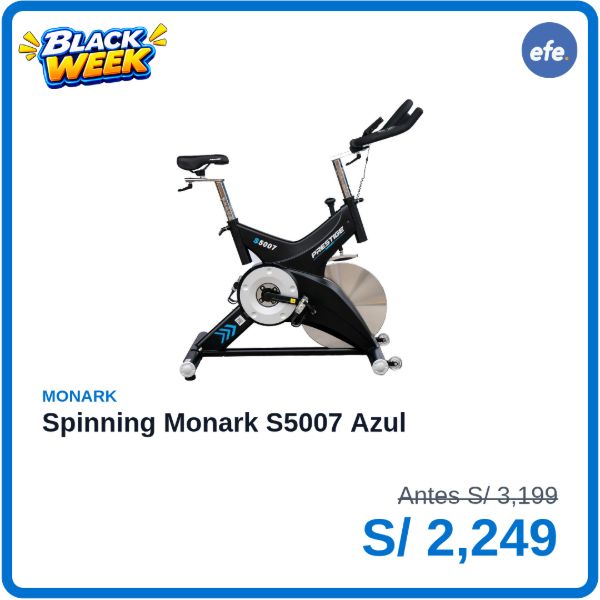 BLACK
WEEK
efe.
S5007
PRESTIGE
MONARK
Spinning Monark S5007 Azul
Antes S/ 3,199
S/ 2,249